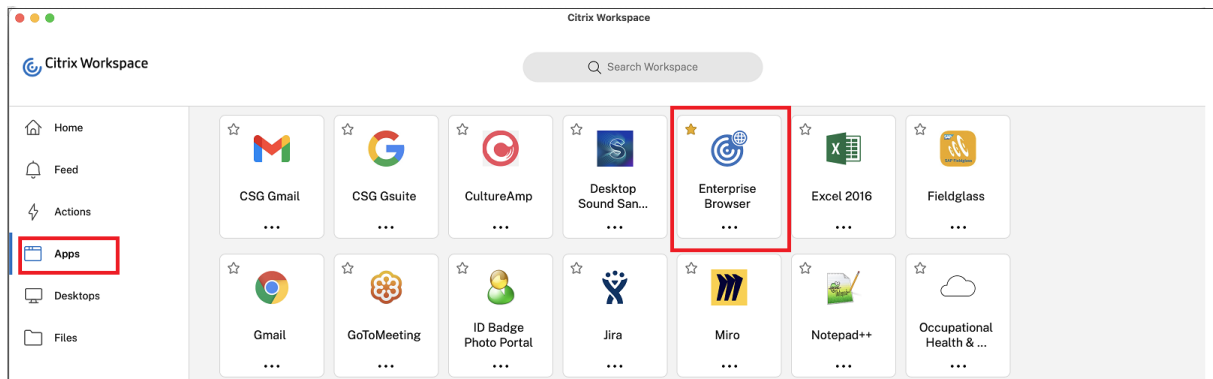 Citrix Workspace
Citrix Workspace
Search Workspace
Home
Feed
Actions
Apps
Desktops
Files
CSG Gmail
CSG Gsuite
CultureAmp
Desktop
Sound San...
Enterprise
Browser
Excel 2016
Fieldglass
Gmail
GoToMeeting
ID Badge
Photo Portal
Jira
Miro
Notepad++
Occupational
Health & ...